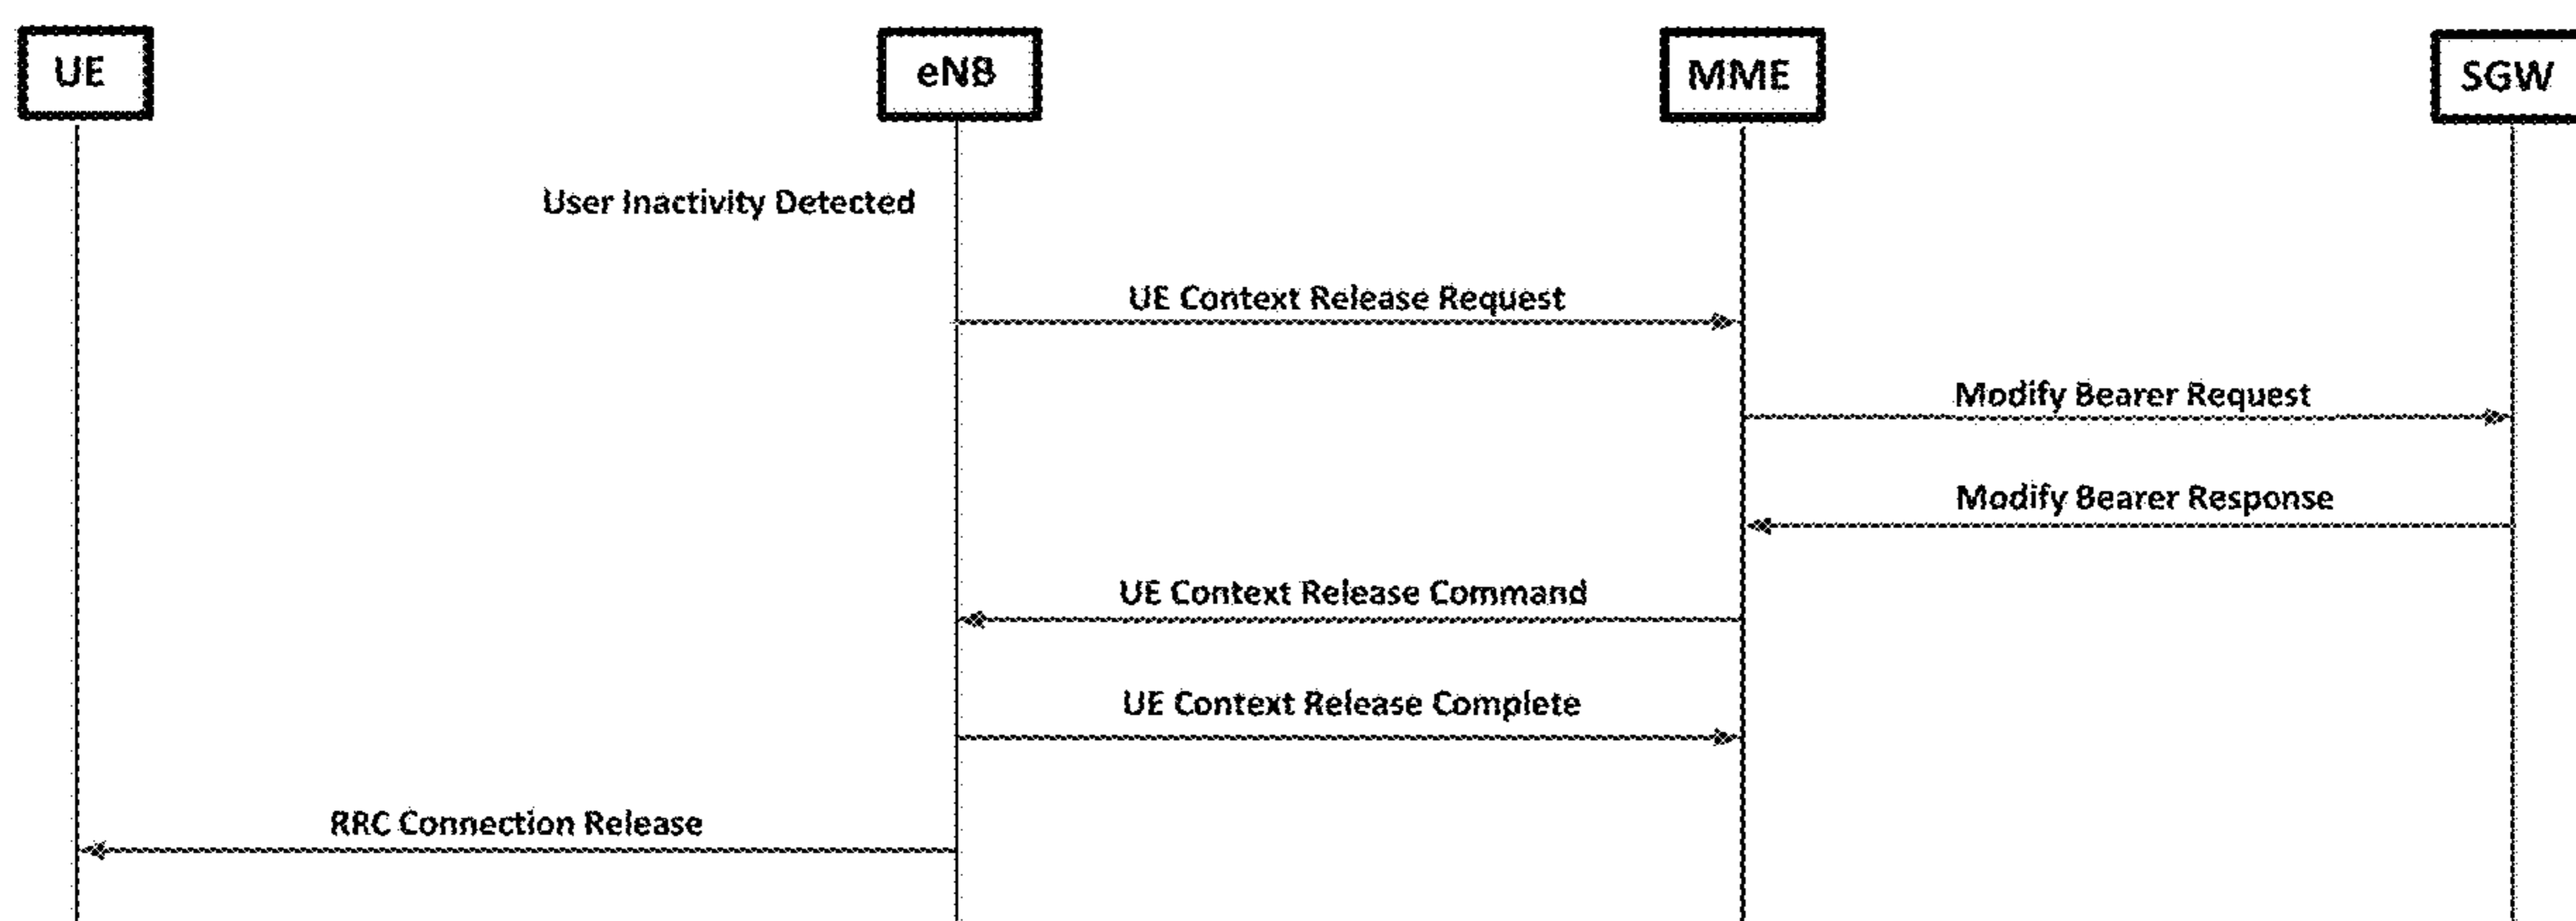 UE
eNB
MME
SGW
User Inactivity Detected
UE Context Release Request
Modify Bearer Request
Modify Bearer Response
UE Context Release Command
UE Context Release Complete
RRC Connection Release